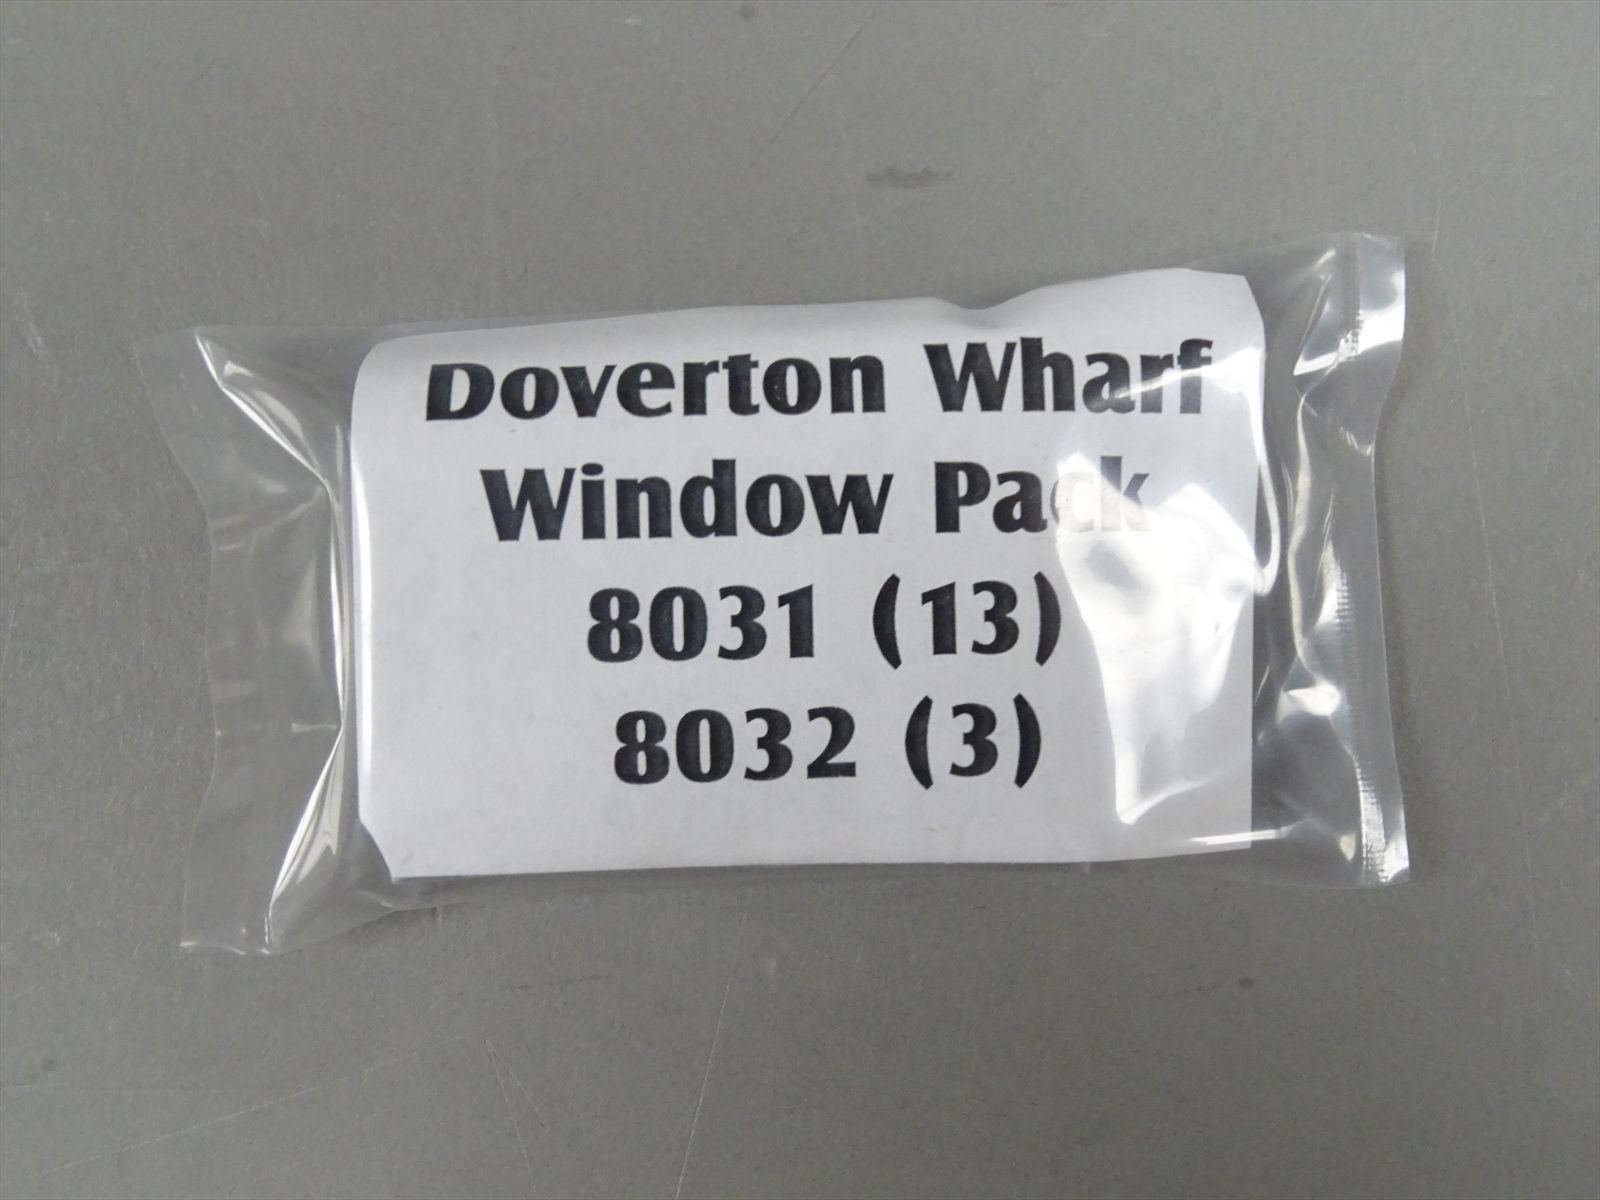 Doverton Wharf
Window Pack
8031 (13)
8032 (3)